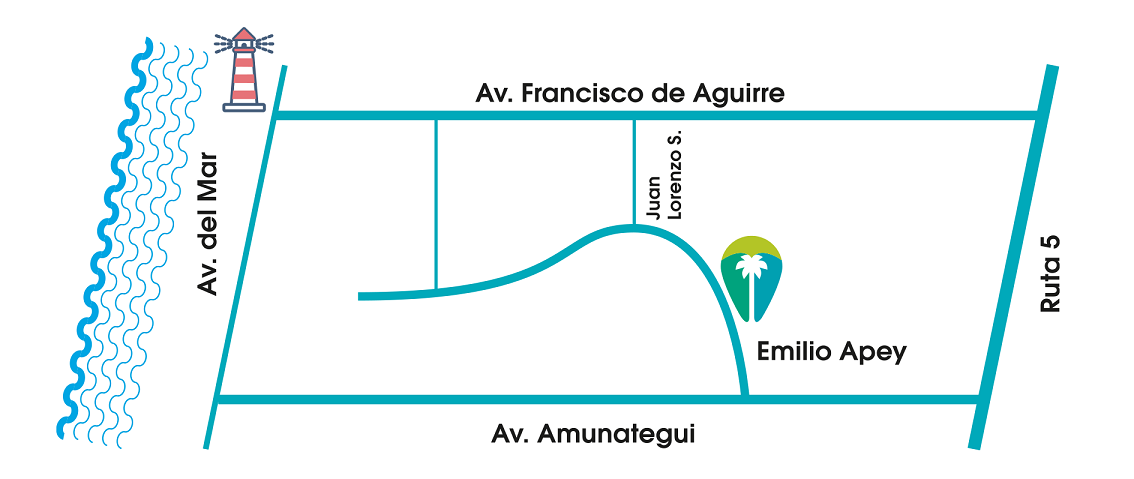 Av. Francisco de Aguirre
Juan
Lorenzo S.
Av. del Mar
Ruta 5
Emilio Apey
Av. Amunategui